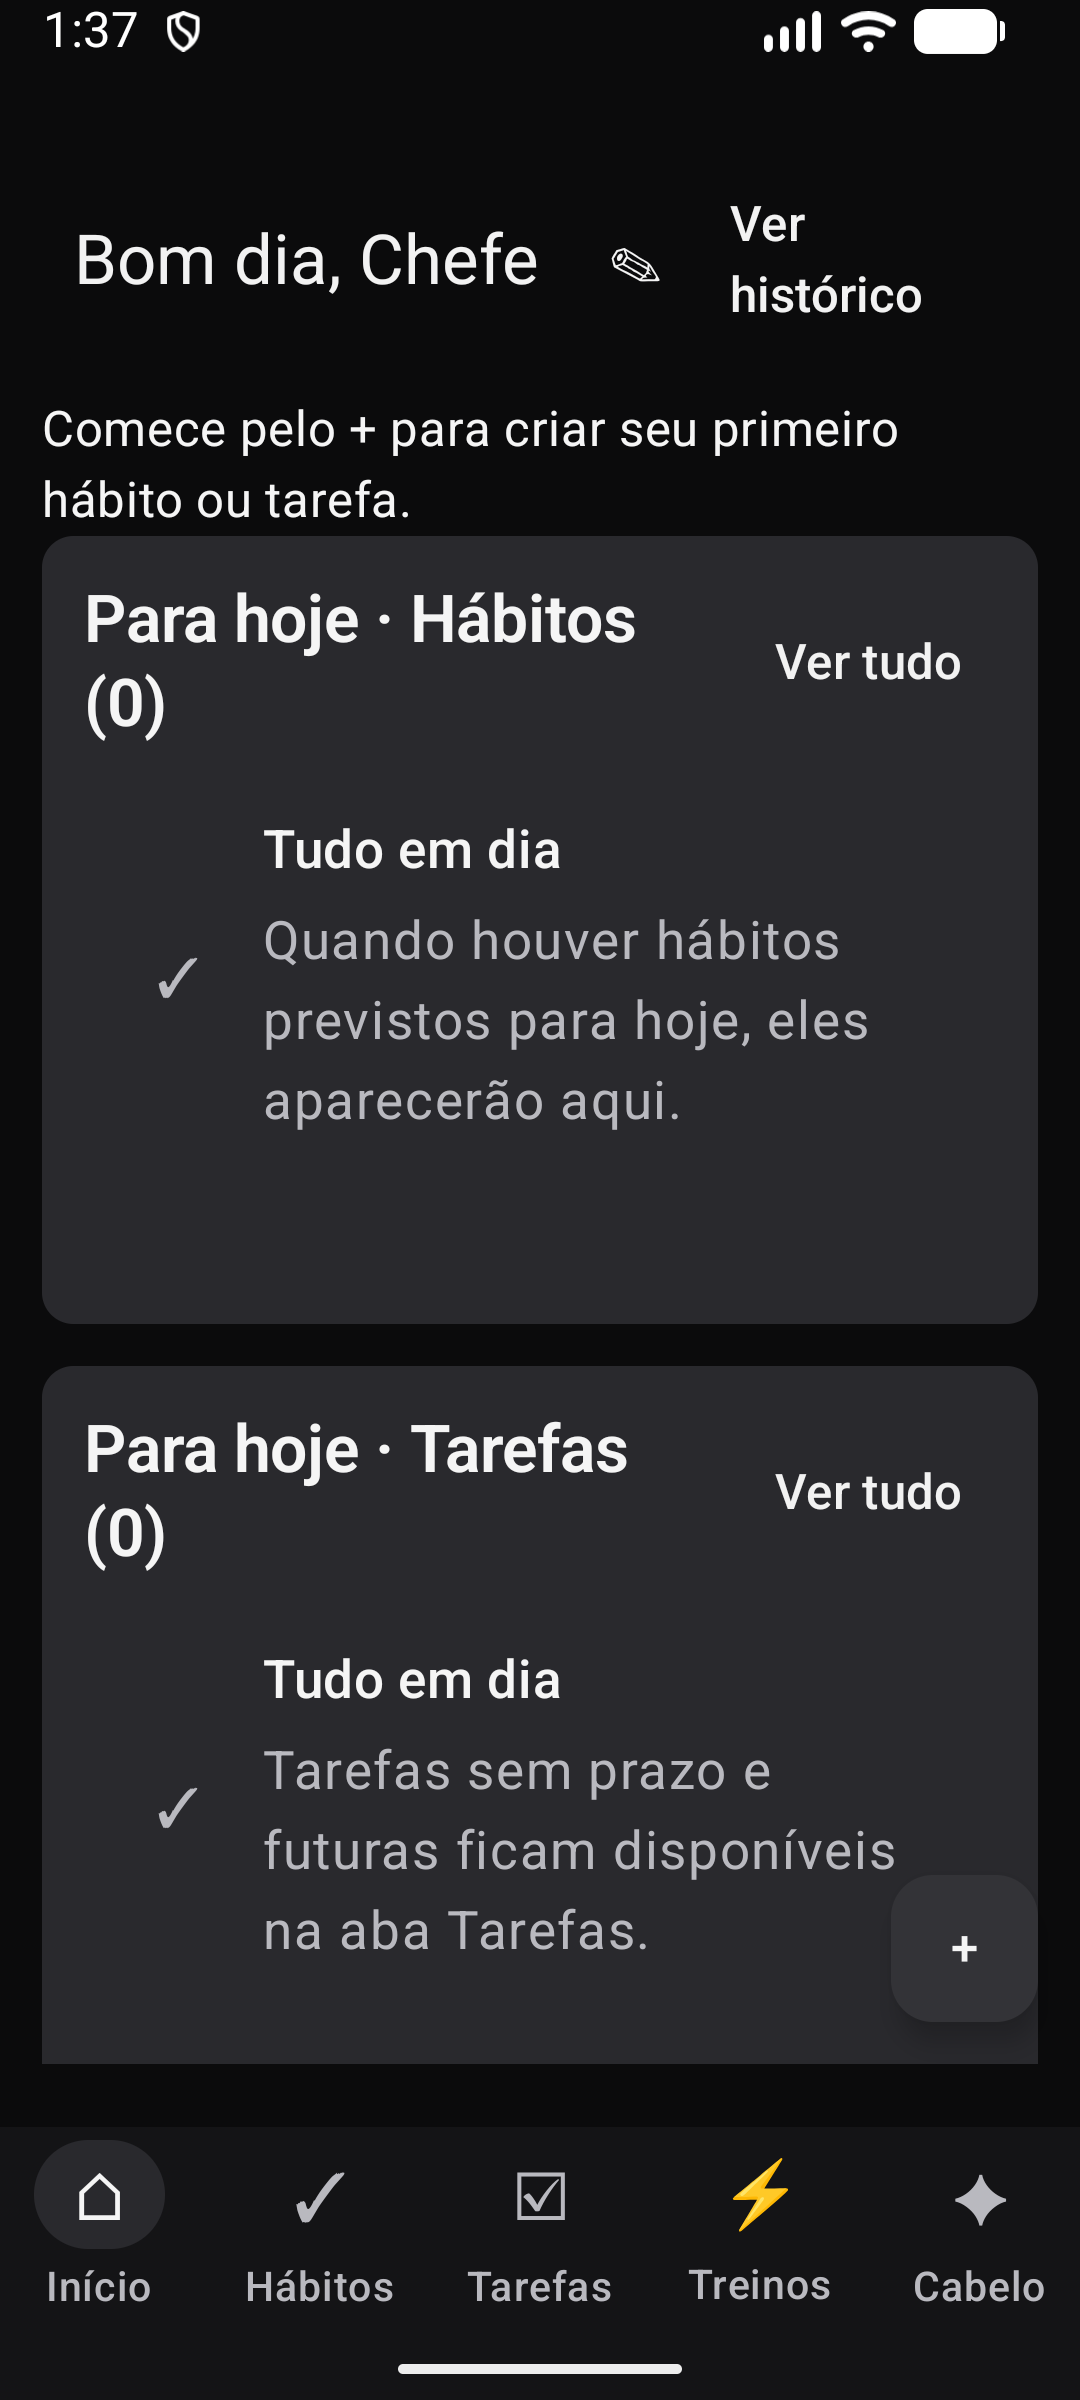 1:37
Bom dia, Chefe
Ver
histórico
Comece pelo + para criar seu primeiro
hábito ou tarefa.
Para hoje · Hábitos
(0)
Ver tudo
Tudo em dia
Quando houver hábitos
previstos para hoje, eles
aparecerão aqui.
Para hoje · Tarefas
(0)
Ver tudo
Tudo em dia
Tarefas sem prazo e
futuras ficam disponíveis
na aba Tarefas.
+
Início
Hábitos
Tarefas
Treinos
Cabelo